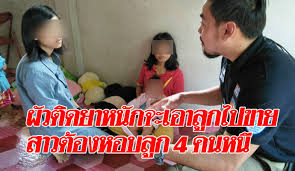 ผัวติดยาหนักจะเอาลูกไปขาย
สาวต้องหอบลูก 4 คนหนี